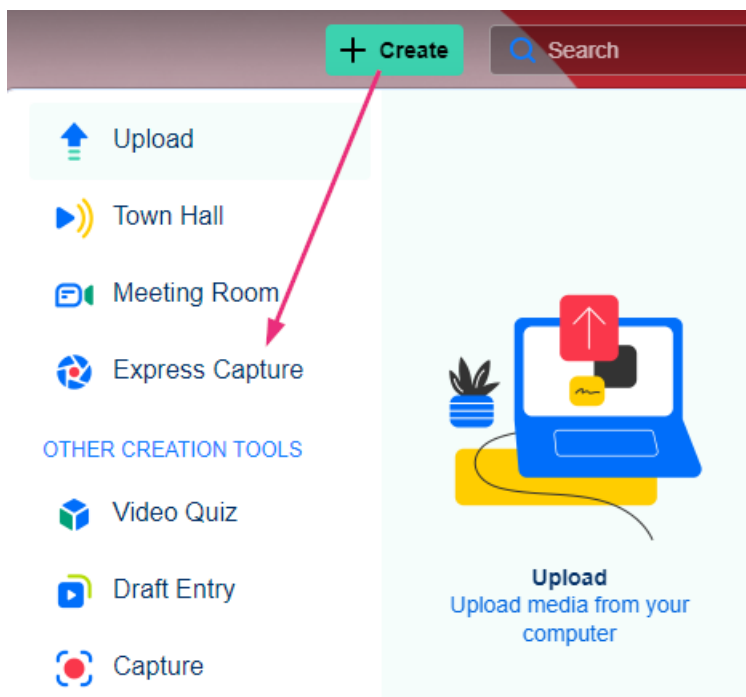 + Create
Search
Upload
Town Hall
Meeting Room
Express Capture
OTHER CREATION TOOLS
Video Quiz
Draft Entry
Capture
Upload
Upload media from your
computer